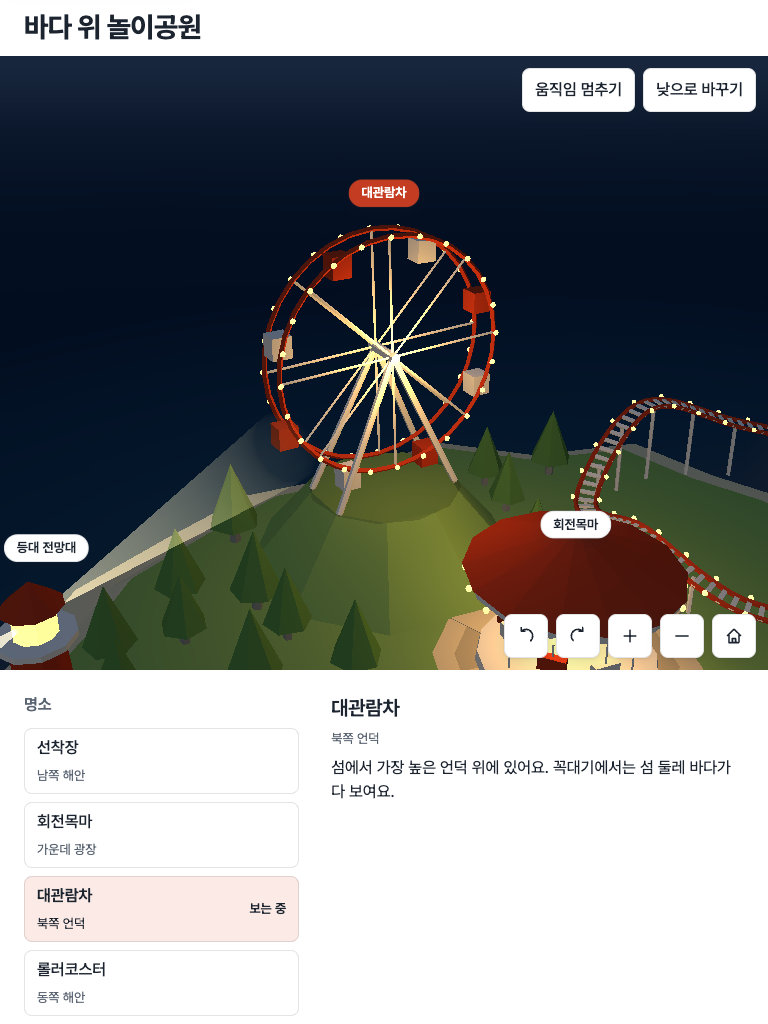 바다 위 놀이공원
움직임 멈추기
낮으로 바꾸기
대관람차
회전목마
등대 전망대
명소
선착장
남쪽 해안
회전목마
가운데 광장
대관람차
북쪽 언덕
보는 중
롤러코스터
동쪽 해안
대관람차
북쪽 언덕
섬에서 가장 높은 언덕 위에 있어요. 꼭대기에서는 섬 둘레 바다가
다 보여요.